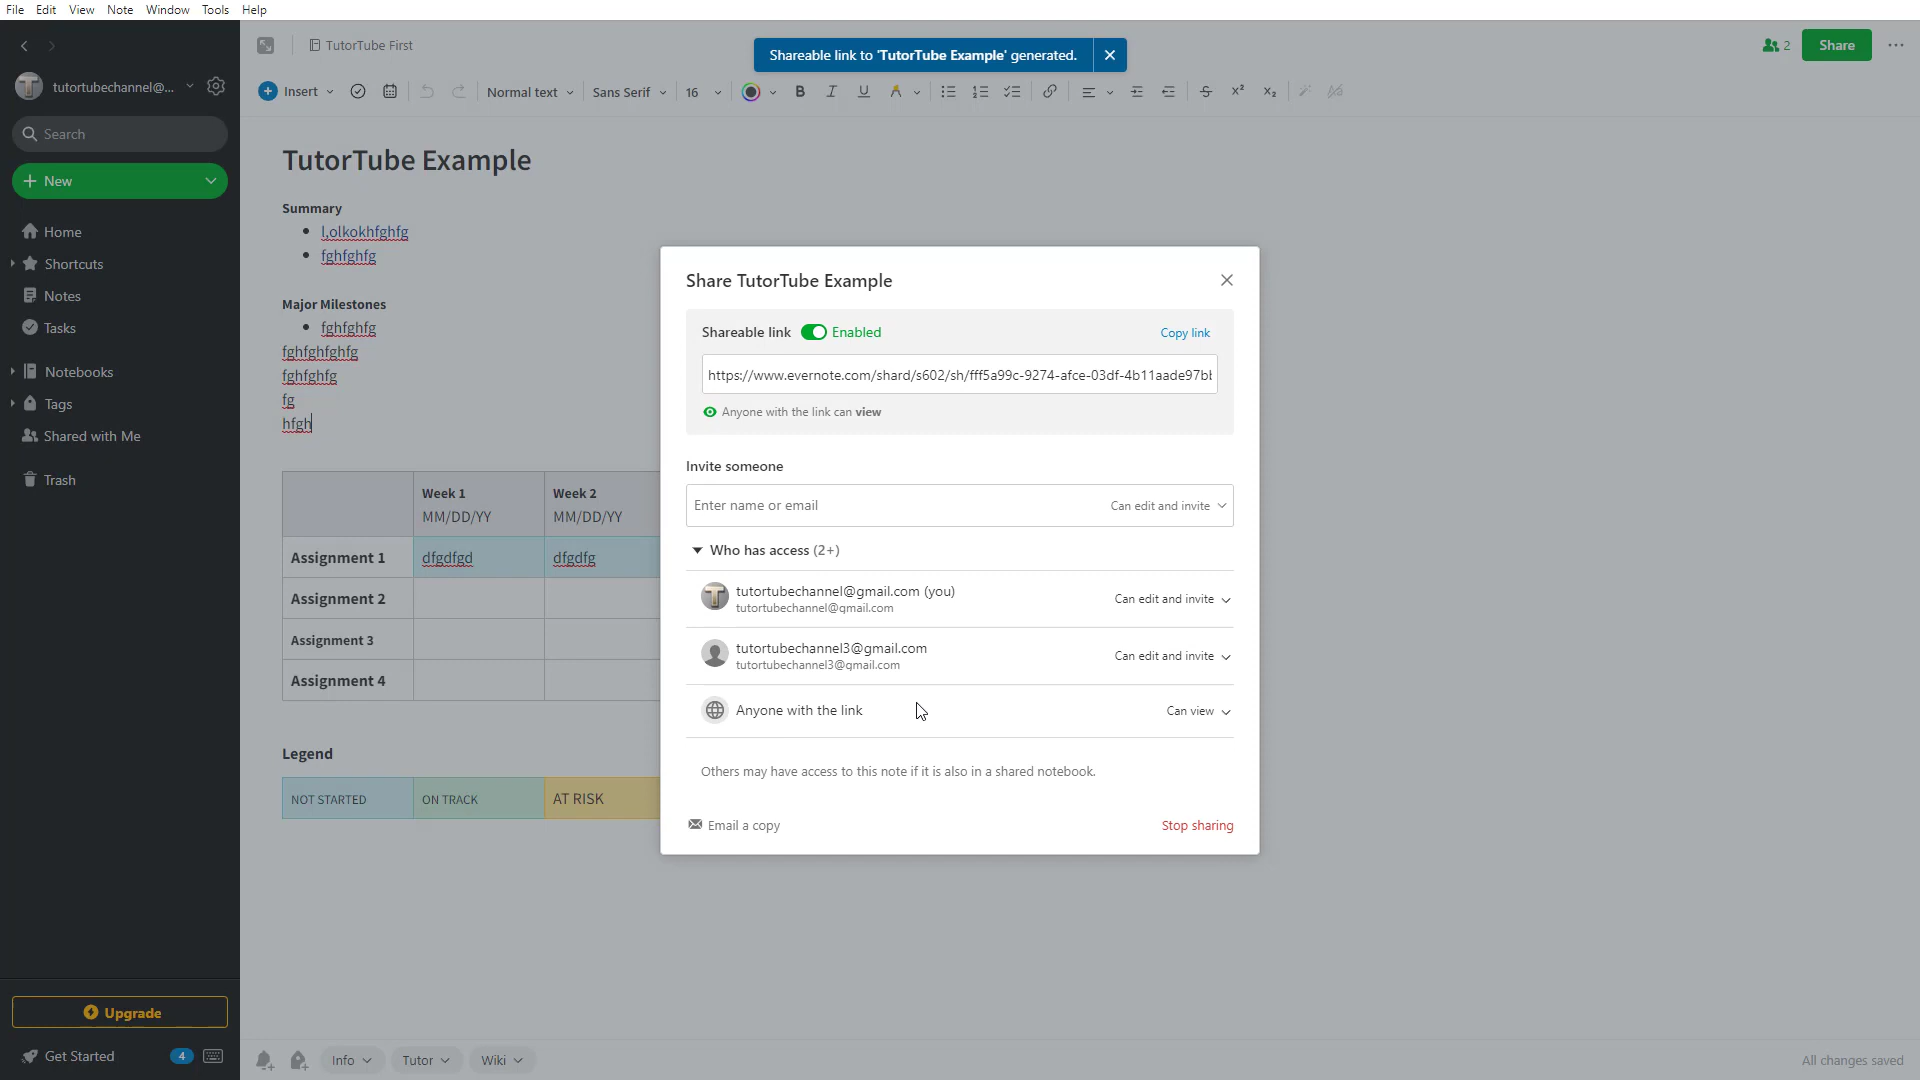 File Edit View Note Window Tools Help
TutorTube First
Shareable link to 'TutorTube Example' generated.
2
Share
tutortubechannel@...
Insert
Normal text
Sans Serif
16
Search
New
Home
Shortcuts
Notes
Tasks
Notebooks
Tags
Shared with Me
Trash
Upgrade
Get Started
4
TutorTube Example
Summary
l,olkokhfghfg
fghfghfg
Major Milestones
fghfghfg
fghfghfghfg
fghfghfg
fg
hfgh
Week 1
MM/DD/YY
Week 2
MM/DD/YY
Assignment 1
dfgdfgd
dfgdfg
Assignment 2
Assignment 3
Assignment 4
Legend
NOT STARTED
ON TRACK
AT RISK
Share TutorTube Example
Shareable link Enabled
Copy link
https://www.evernote.com/shard/s602/sh/fff5a99c-9274-afce-03df-4b11aade97b
Anyone with the link can view
Invite someone
Enter name or email
Can edit and invite
Who has access (2+)
tutortubechannel@gmail.com (you)
tutortubechannel@gmail.com
Can edit and invite
tutortubechannel3@gmail.com
tutortubechannel3@gmail.com
Can edit and invite
Anyone with the link
Can view
Others may have access to this note if it is also in a shared notebook.
Email a copy
Stop sharing
Info
Tutor
Wiki
All changes saved